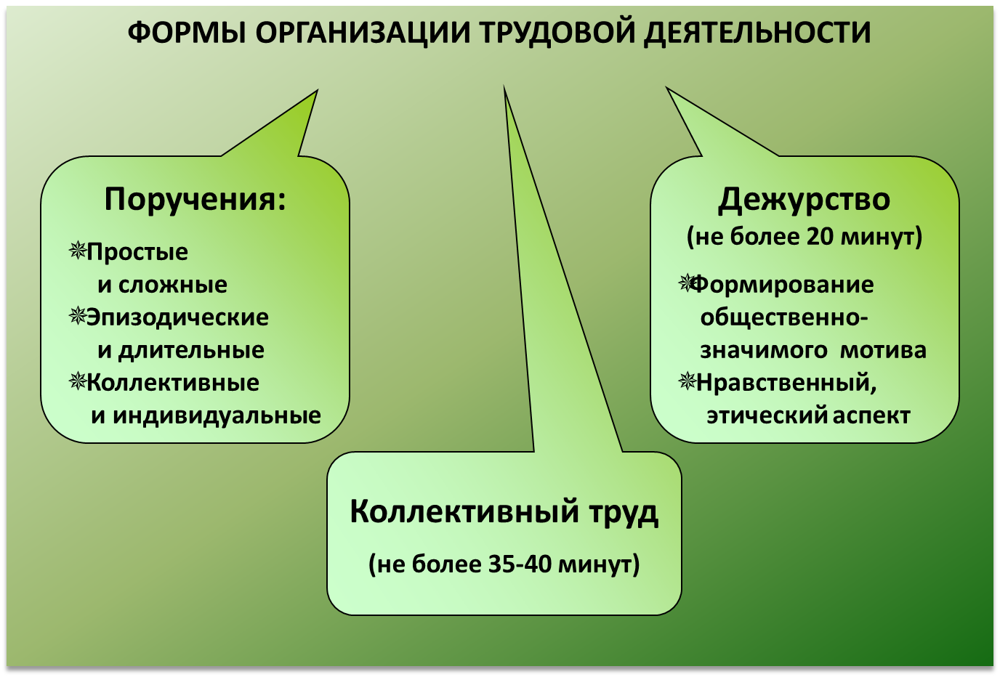 ФОРМЫ ОРГАНИЗАЦИИ ТРУДОВОЙ ДЕЯТЕЛЬНОСТИ
Поручения:
Простые
и сложные
Эпизодические
и длительные
Коллективные
и индивидуальные
Коллективный труд
(не более 35-40 минут)
Дежурство
(не более 20 минут)
Формирование
общественно-
значимого мотива
Нравственный,
этический аспект